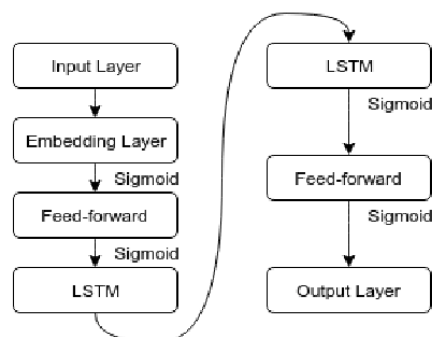 Input Layer
Embedding Layer
Sigmoid
Feed-forward
Sigmoid
LSTM
LSTM
Sigmoid
Feed-forward
Sigmoid
Output Layer